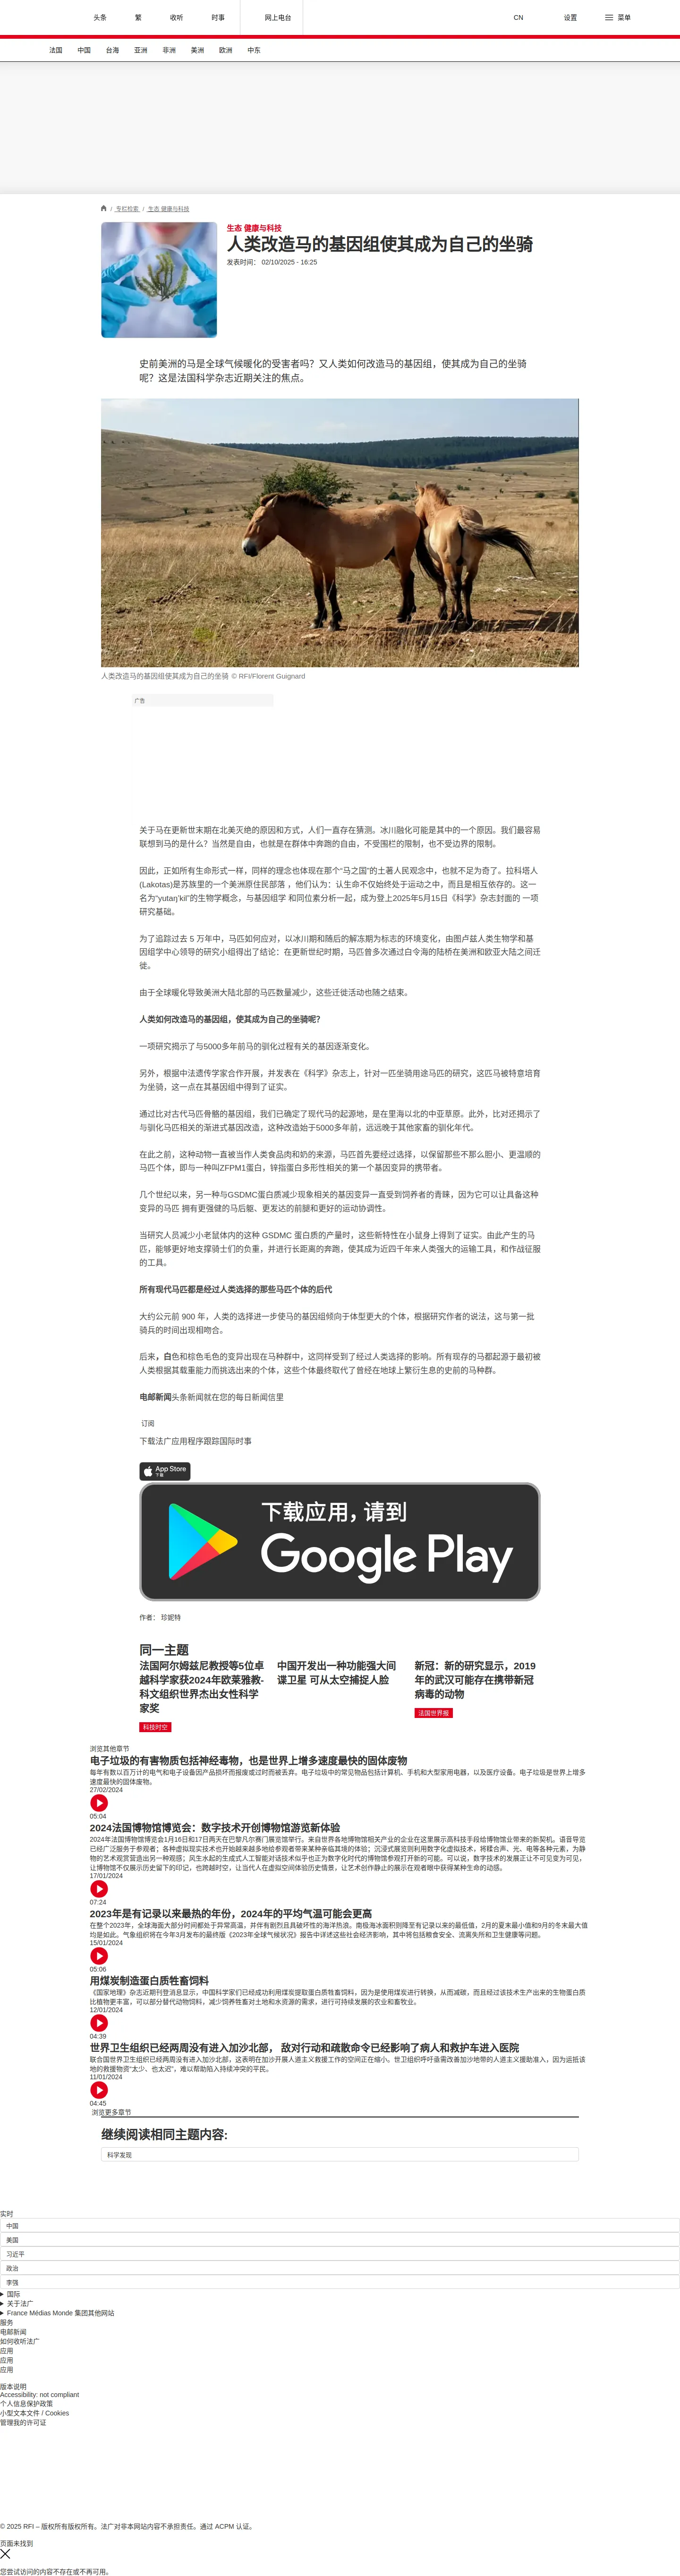 头条
繁
收听
时事
网上电台
CN
设置
菜单
法国
中国
台海
亚洲
非洲
美洲
欧洲
中东
/ 专栏检索 / 生态 健康与科技
生态 健康与科技
人类改造马的基因组使其成为自己的坐骑
发表时间： 02/10/2025 - 16:25
史前美洲的马是全球气候暖化的受害者吗？又人类如何改造马的基因组，使其成为自己的坐骑
呢？这是法国科学杂志近期关注的焦点。
人类改造马的基因组使其成为自己的坐骑 © RFI/Florent Guignard
广告
关于马在更新世末期在北美灭绝的原因和方式，人们一直存在猜测。冰川融化可能是其中的一个原因。我们最容易
联想到马的是什么？当然是自由，也就是在群体中奔跑的自由，不受围栏的限制，也不受边界的限制。
因此，正如所有生命形式一样，同样的理念也体现在那个“马之国”的土著人民观念中，也就不足为奇了。拉科塔人
(Lakotas)是苏族里的一个美洲原住民部落 ，他们认为：认生命不仅始终处于运动之中，而且是相互依存的。这一
名为“yutaŋ'kil”的生物学概念，与基因组学 和同位素分析一起，成为登上2025年5月15日《科学》杂志封面的 一项
研究基础。
为了追踪过去 5 万年中，马匹如何应对，以冰川期和随后的解冻期为标志的环境变化，由图卢兹人类生物学和基
因组学中心领导的研究小组得出了结论：在更新世纪时期，马匹曾多次通过白令海的陆桥在美洲和欧亚大陆之间迁
徙。
由于全球暖化导致美洲大陆北部的马匹数量减少，这些迁徙活动也随之结束。
人类如何改造马的基因组，使其成为自己的坐骑呢？
一项研究揭示了与5000多年前马的驯化过程有关的基因逐渐变化。
另外，根据中法遗传学家合作开展，并发表在《科学》杂志上，针对一匹坐骑用途马匹的研究，这匹马被特意培育
为坐骑，这一点在其基因组中得到了证实。
通过比对古代马匹骨骼的基因组，我们已确定了现代马的起源地，是在里海以北的中亚草原。此外，比对还揭示了
与驯化马匹相关的渐进式基因改造，这种改造始于5000多年前，远远晚于其他家畜的驯化年代。
在此之前，这种动物一直被当作人类食品肉和奶的来源，马匹首先要经过选择，以保留那些不那么胆小、更温顺的
马匹个体，即与一种叫ZFPM1蛋白，锌指蛋白多形性相关的第一个基因变异的携带者。
几个世纪以来，另一种与GSDMC蛋白质减少现象相关的基因变异一直受到饲养者的青睐，因为它可以让具备这种
变异的马匹 拥有更强健的马后躯、更发达的前腿和更好的运动协调性。
当研究人员减少小老鼠体内的这种 GSDMC 蛋白质的产量时，这些新特性在小鼠身上得到了证实。由此产生的马
匹，能够更好地支撑骑士们的负重，并进行长距离的奔跑，使其成为近四千年来人类强大的运输工具，和作战征服
的工具。
所有现代马匹都是经过人类选择的那些马匹个体的后代
大约公元前 900 年，人类的选择进一步使马的基因组倾向于体型更大的个体，根据研究作者的说法，这与第一批
骑兵的时间出现相吻合。
后来，白色和棕色毛色的变异出现在马种群中，这同样受到了经过人类选择的影响。所有现存的马都起源于最初被
人类根据其载重能力而挑选出来的个体，这些个体最终取代了曾经在地球上繁衍生息的史前的马种群。
电邮新闻头条新闻就在您的每日新闻信里
订阅
下载法广应用程序跟踪国际时事
App Store
下载
下载应用，请到
Google Play
作者： 珍妮特
同一主题
法国阿尔姆兹尼教授等5位卓
越科学家获2024年欧莱雅教-
科文组织世界杰出女性科学
家奖
科技时空
中国开发出一种功能强大间
谍卫星 可从太空捕捉人脸
新冠：新的研究显示，2019
年的武汉可能存在携带新冠
病毒的动物
法国世界报
浏览其他章节
电子垃圾的有害物质包括神经毒物，也是世界上增多速度最快的固体废物
每年有数以百万计的电气和电子设备因产品损坏而报废或过时而被丢弃。电子垃圾中的常见物品包括计算机、手机和大型家用电器，以及医疗设备。电子垃圾是世界上增多
速度最快的固体废物。
27/02/2024
05:04
2024法国博物馆博览会：数字技术开创博物馆游览新体验
2024年法国博物馆博览会1月16日和17日两天在巴黎凡尔赛门展览馆举行。来自世界各地博物馆相关产业的企业在这里展示高科技手段给博物馆业带来的新契机。语音导览
已经广泛服务于参观者；各种虚拟现实技术也开始越来越多地给参观者带来某种亲临其境的体验；沉浸式展览则利用数字化虚拟技术，将糅合声、光、电等各种元素，为静
物的艺术观赏营造出另一种观感；风生水起的生成式人工智能对话技术似乎也正为数字化时代的博物馆参观打开新的可能。可以说，数字技术的发展正让不可见变为可见，
让博物馆不仅展示历史留下的印记，也跨越时空，让当代人在虚拟空间体验历史情景，让艺术创作静止的展示在观者眼中获得某种生命的动感。
17/01/2024
07:24
2023年是有记录以来最热的年份，2024年的平均气温可能会更高
在整个2023年，全球海面大部分时间都处于异常高温，并伴有剧烈且具破坏性的海洋热浪。南极海冰面积则降至有记录以来的最低值，2月的夏末最小值和9月的冬末最大值
均是如此。气象组织将在今年3月发布的最终版《2023年全球气候状况》报告中详述这些社会经济影响，其中将包括粮食安全、流离失所和卫生健康等问题。
15/01/2024
05:06
用煤炭制造蛋白质牲畜饲料
《国家地理》杂志近期刊登消息显示，中国科学家们已经成功利用煤炭提取蛋白质牲畜饲料，因为是使用煤炭进行转换，从而减碳，而且经过该技术生产出来的生物蛋白质
比植物更丰富，可以部分替代动物饲料，减少饲养牲畜对土地和水资源的需求，进行可持续发展的农业和畜牧业。
12/01/2024
04:39
世界卫生组织已经两周没有进入加沙北部， 敌对行动和疏散命令已经影响了病人和救护车进入医院
联合国世界卫生组织已经两周没有进入加沙北部，这表明在加沙开展人道主义救援工作的空间正在缩小。世卫组织呼吁亟需改善加沙地带的人道主义援助准入，因为运抵该
地的救援物资“太少、也太迟”，难以帮助陷入持续冲突的平民。
11/01/2024
04:45
浏览更多章节
继续阅读相同主题内容:
科学发现
实时
中国
美国
习近平
政治
李强
国际
关于法广
France Médias Monde 集团其他网站
服务
电邮新闻
如何收听法广
应用
应用
应用
版本说明
Accessibility: not compliant
个人信息保护政策
小型文本文件 / Cookies
管理我的许可证
© 2025 RFI – 版权所有版权所有。法广对非本网站内容不承担责任。通过 ACPM 认证。
页面未找到
您尝试访问的内容不存在或不再可用。